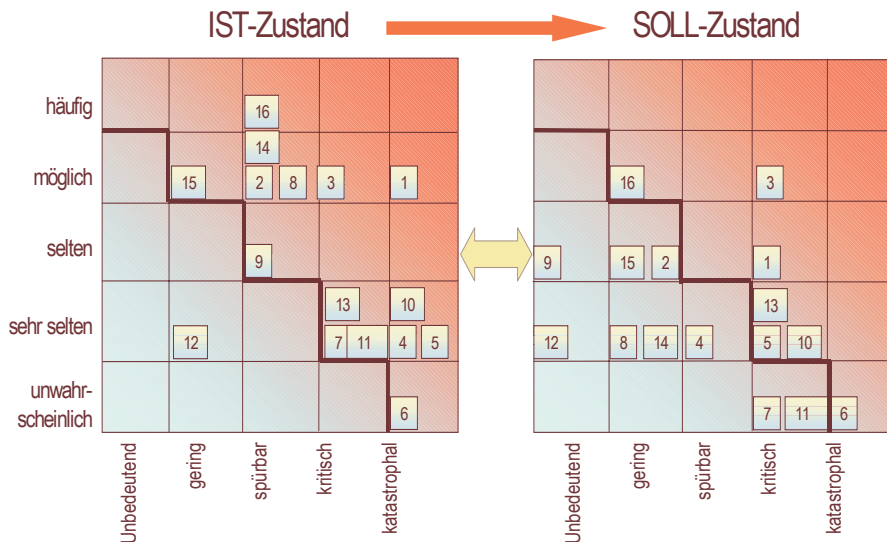 IST-Zustand
SOLL-Zustand
häufig
möglich
selten
sehr selten
unwahr-
scheinlich
16
14
15
2
8
3
1
9
13
10
12
7
11
4
5
6
Unbedeutend
gering
spürbar
kritisch
katastrophal
16
3
9
15
2
1
13
12
8
14
4
5
10
7
11
6
Unbedeutend
gering
spürbar
kritisch
katastrophal